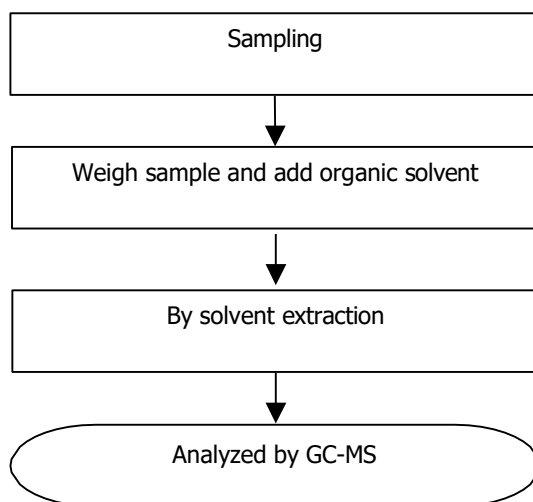 Sampling
Weigh sample and add organic solvent
By solvent extraction
Analyzed by GC-MS